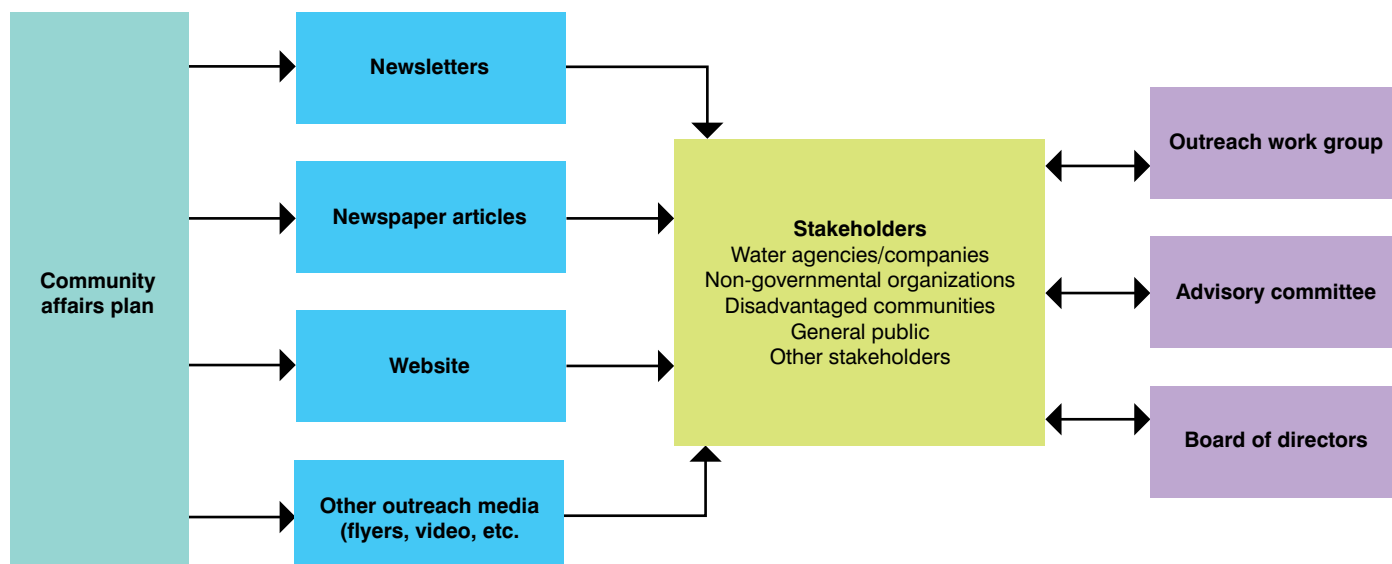 Community
affairs plan
Newsletters
Newspaper articles
Website
Other outreach media
(flyers, video, etc.
Stakeholders
Water agencies/companies
Non-governmental organizations
Disadvantaged communities
General public
Other stakeholders
Outreach work group
Advisory committee
Board of directors